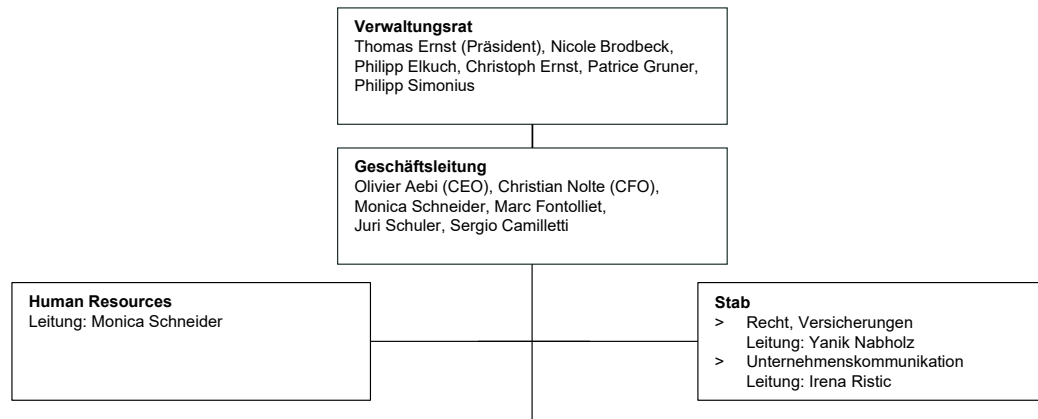 Verwaltungsrat
Thomas Ernst (Präsident), Nicole Brodbeck,
Philipp Elkuch, Christoph Ernst, Patrice Gruner,
Philipp Simonius
Geschäftsleitung
Olivier Aebi (CEO), Christian Nolte (CFO),
Monica Schneider, Marc Fontolliet,
Juri Schuler, Sergio Camilletti
Human Resources
Leitung: Monica Schneider
Stab
> Recht, Versicherungen
Leitung: Yanik Nabholz
> Unternehmenskommunikation
Leitung: Irena Ristic